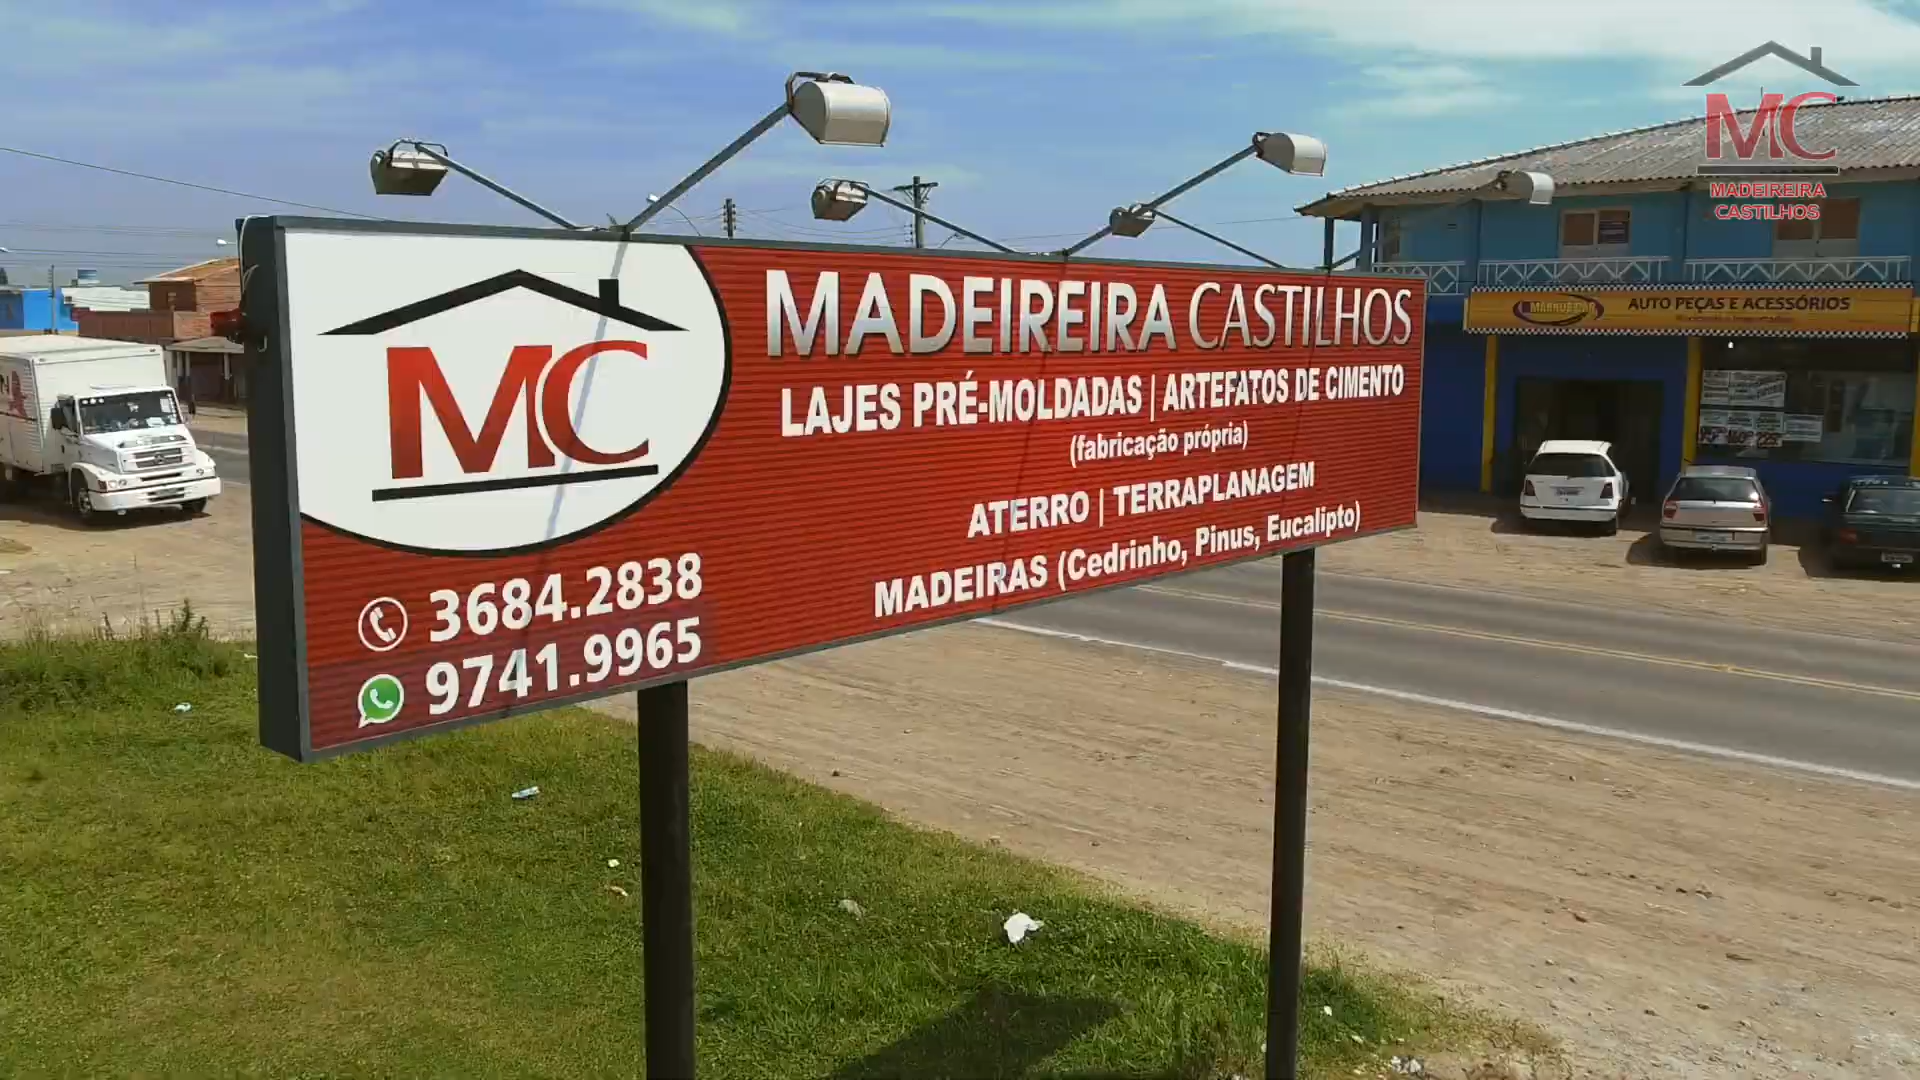 MC
MADEIREIRA CASTILHOS
LAJES PRÉ-MOLDADAS | ARTEFATOS DE CIMENTO
(fabricação própria)
ATERRO | TERRAPLANAGEM
MADEIRAS (Cedrinho, Pinus, Eucalipto)
3684.2838
9741.9965
MC
MADEIREIRA
CASTILHOS
AUTO PEÇAS E ACESSÓRIOS